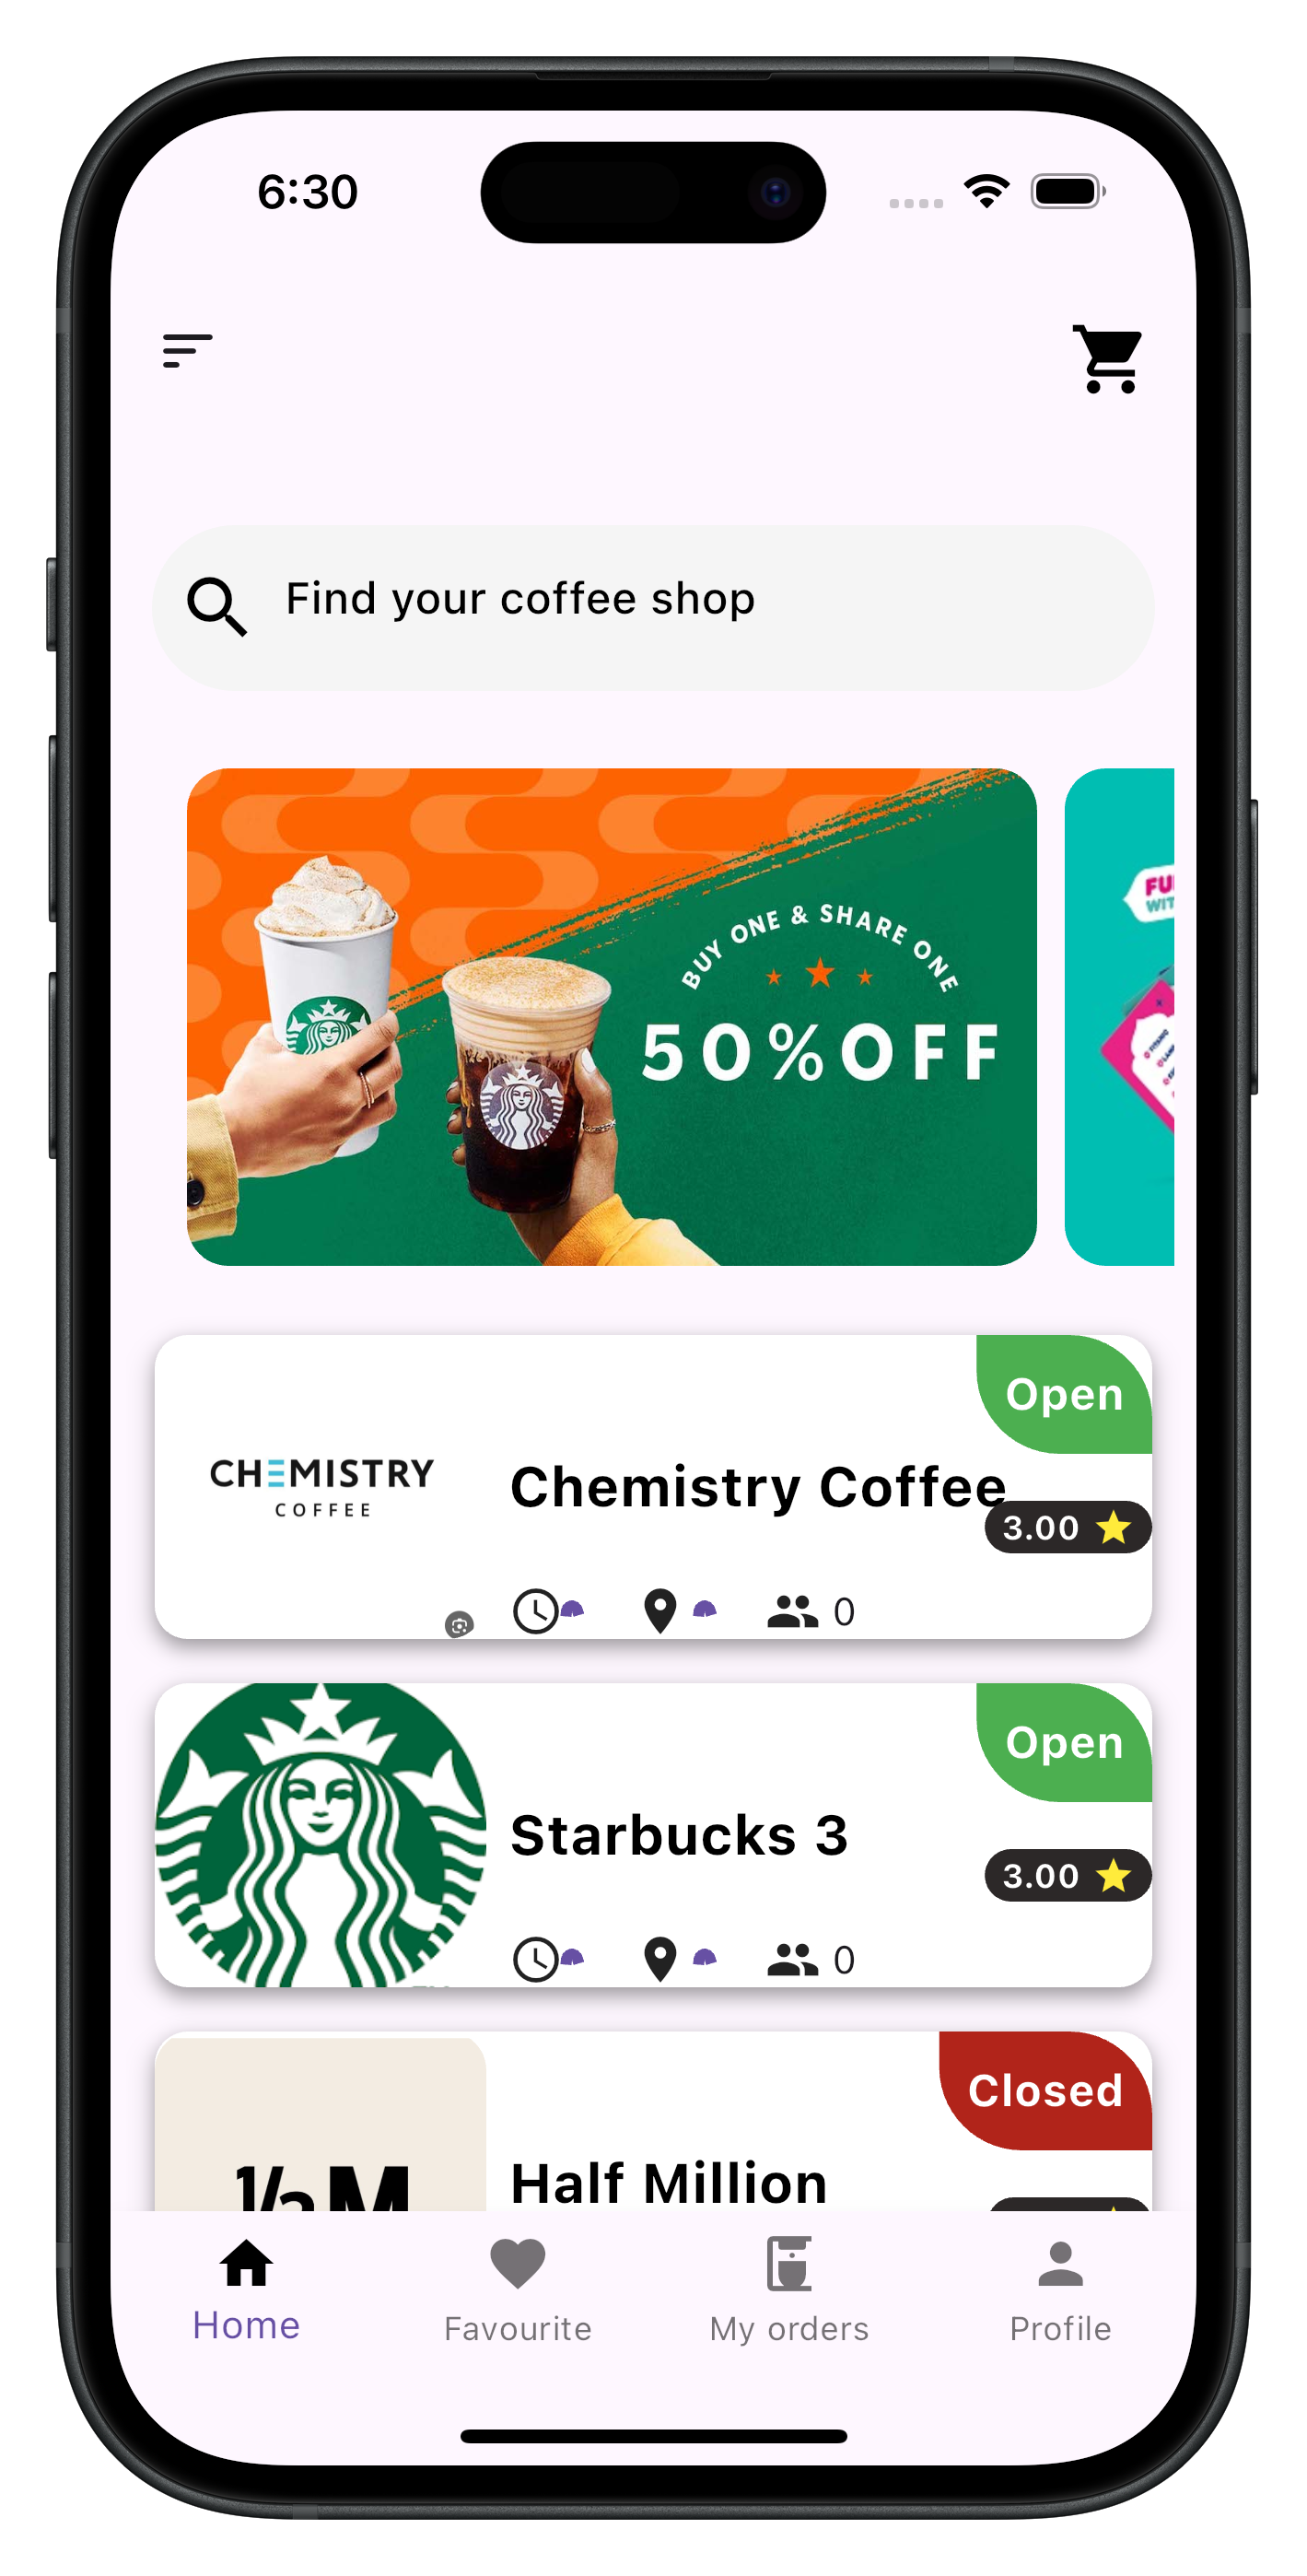 6:30
Find your coffee shop
BUY ONE & SHARE ONE
50%OFF
FU
WIT
Open
CHEMISTRY
COFFEE
Chemistry Coffee
3.00
0
Open
Starbucks 3
3.00
0
Closed
½M
Half Million
Home
Favourite
My orders
Profile